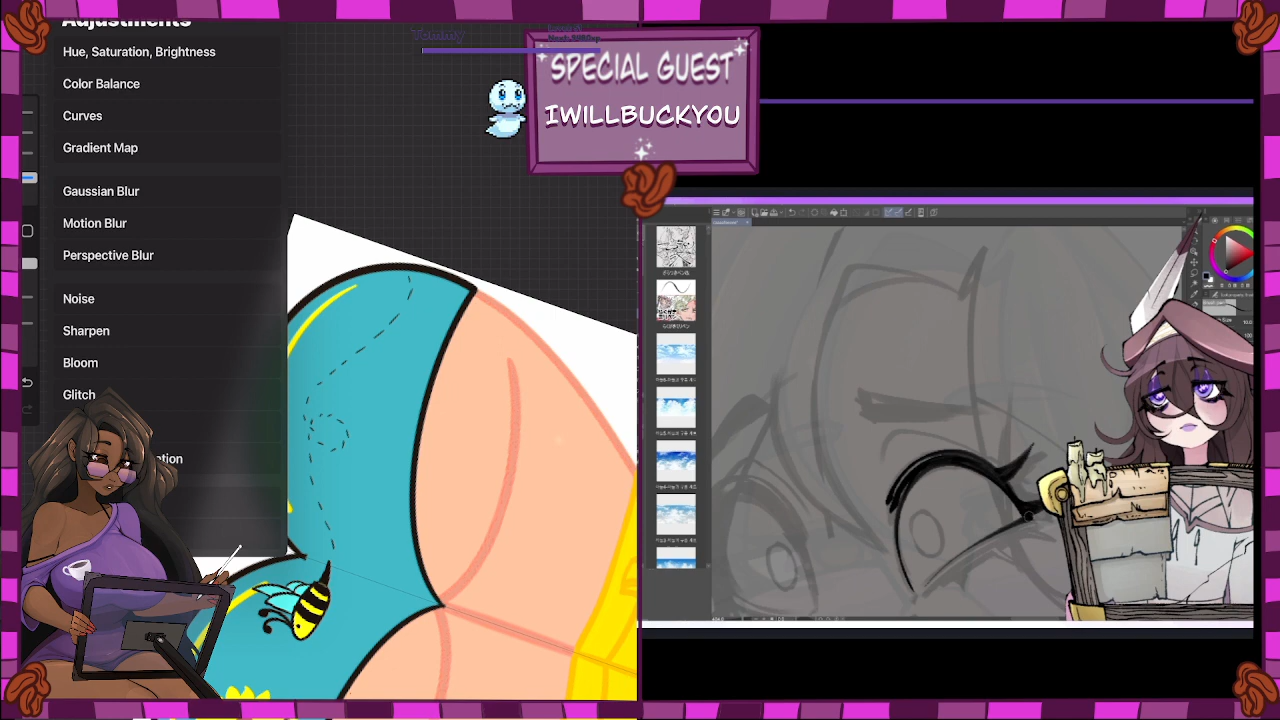 Adjustments
Hue, Saturation, Brightness
Color Balance
Curves
Gradient Map
Gaussian Blur
Motion Blur
Perspective Blur
Noise
Sharpen
Bloom
Glitch
Tommy
SPECIAL GUEST
IWILLBUCKYOU